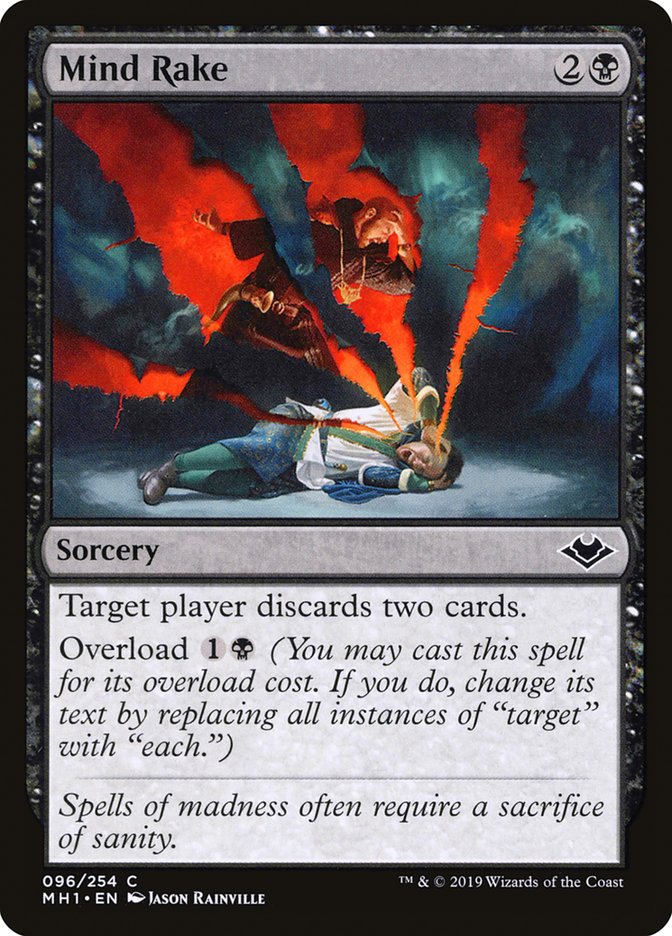 Mind Rake 2
Sorcery
Target player discards two cards.
Overload 1 (You may cast this spell
for its overload cost. If you do, change its
text by replacing all instances of “target”
with “each.”)
Spells of madness often require a sacrifice
of sanity.
096/254 C ™ & © 2019 Wizards of the Coast
MH1 • EN Jason Rainville